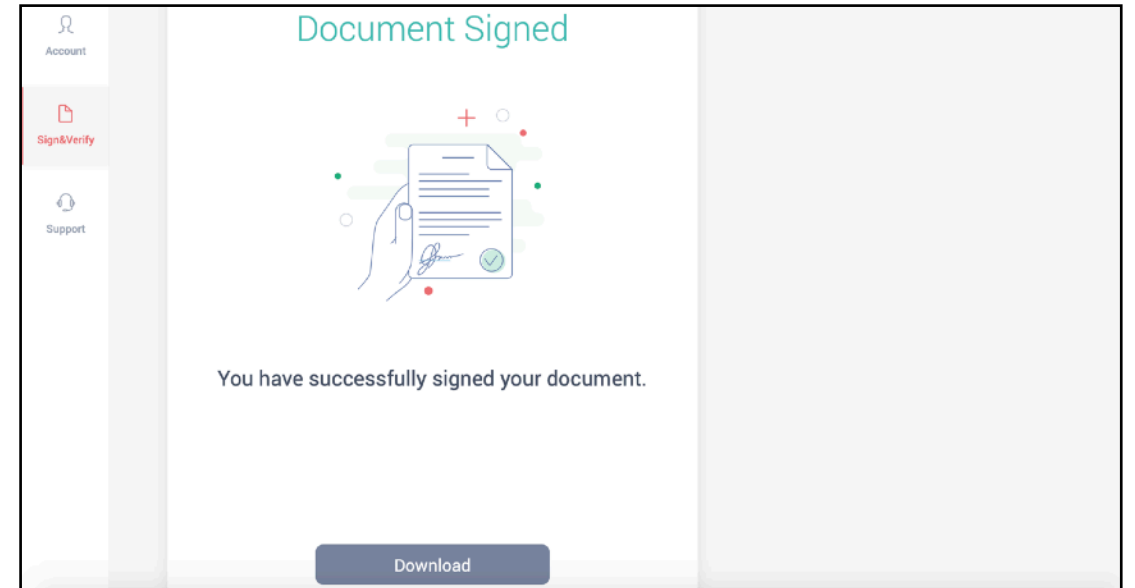 Account
Sign&Verify
Support
Document Signed
You have successfully signed your document.
Download